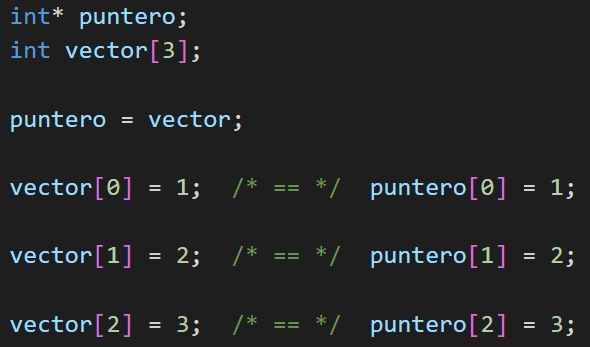 int* puntero;
int vector[3];
puntero = vector;
vector[0] = 1;  /* == */  puntero[0] = 1;
vector[1] = 2;  /* == */  puntero[1] = 2;
vector[2] = 3;  /* == */  puntero[2] = 3;